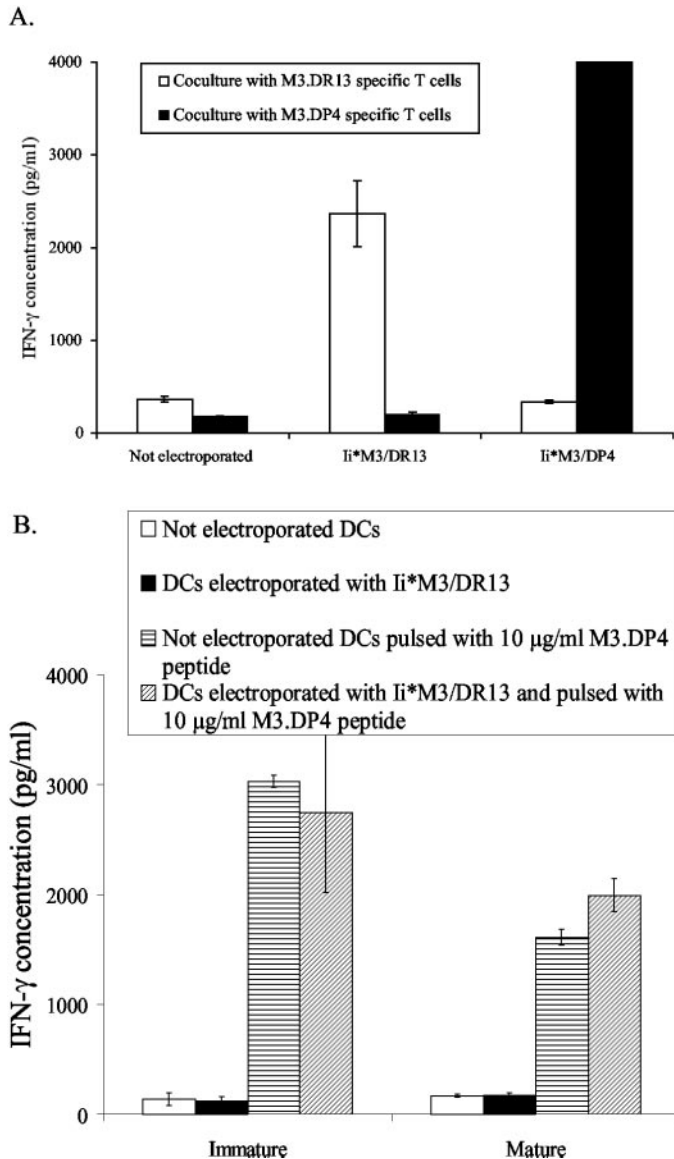 A.
4000
3000
2000
1000
0
IFN-γ concentration (pg/ml)
Coculture with M3.DR13 specific T cells
Coculture with M3.DP4 specific T cells
Not electroporated
Ii*M3/DR13
Ii*M3/DP4
B.
Not electroporated DCs
DCs electroporated with Ii*M3/DR13
Not electroporated DCs pulsed with 10 μg/ml M3.DP4
peptide
DCs electroporated with Ii*M3/DR13 and pulsed with
10 μg/ml M3.DP4 peptide
4000
3000
2000
1000
0
IFN-γ concentration (pg/ml)
Immature
Mature